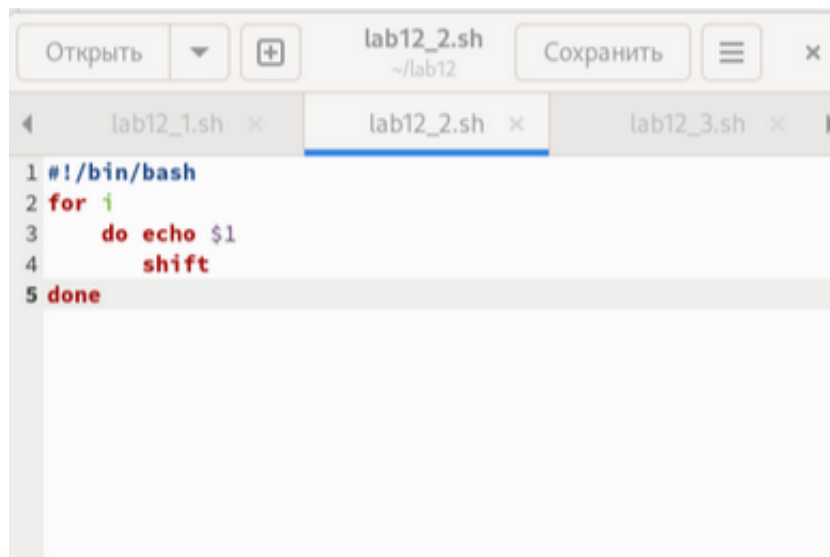 Открыть
lab12_2.sh
~/lab12
Сохранить
lab12_1.sh
lab12_2.sh
lab12_3.sh
1 #!/bin/bash
2 for i
3     do echo $1
4        shift
5 done